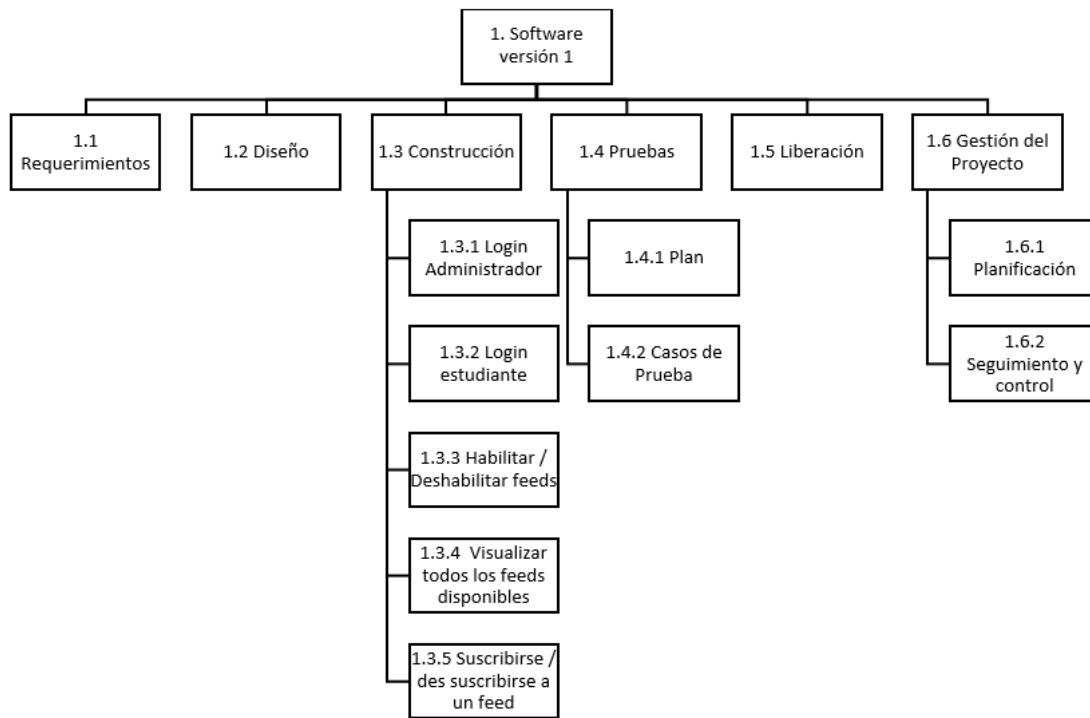 1. Software
versión 1
1.1
Requerimientos
1.2 Diseño
1.3 Construcción
1.4 Pruebas
1.5 Liberación
1.6 Gestión del
Proyecto
1.3.1 Login
Administrador
1.3.2 Login
estudiante
1.3.3 Habilitar /
Deshabilitar feeds
1.3.4 Visualizar
todos los feeds
disponibles
1.3.5 Suscribirse /
des suscribirse a
un feed
1.4.1 Plan
1.4.2 Casos de
Prueba
1.6.1
Planificación
1.6.2
Seguimiento y
control